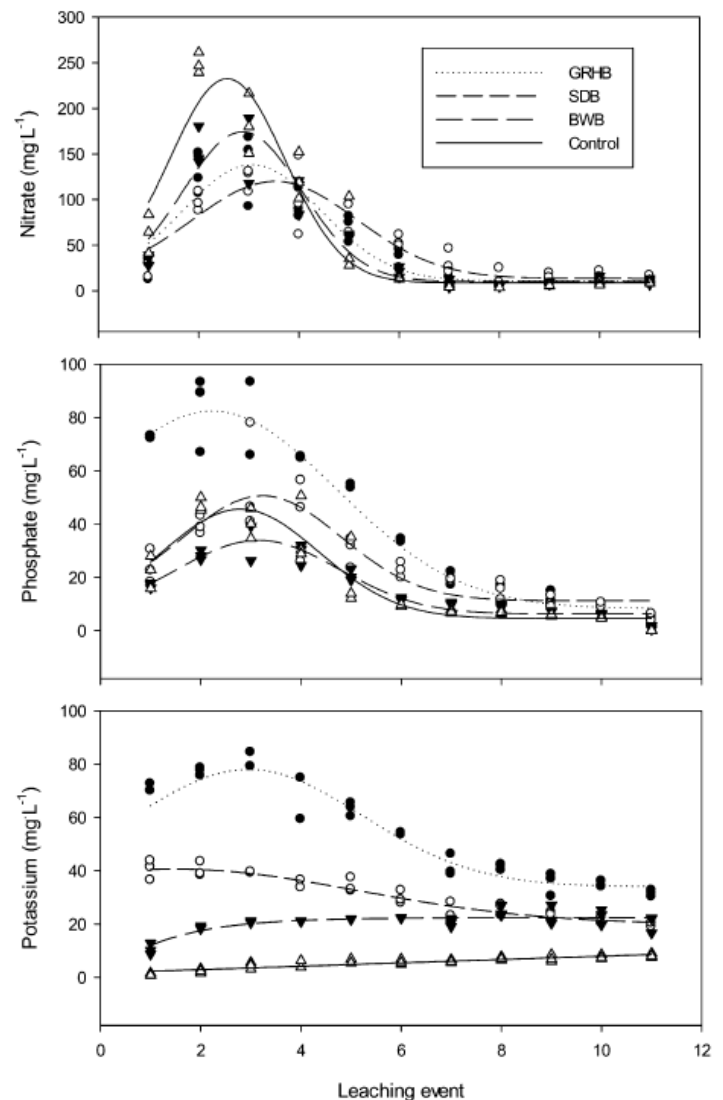 300
250
200
150
100
50
0
Nitrate (mg·L⁻¹)
GRHB
SDB
BWB
Control
100
80
60
40
20
0
Phosphate (mg·L⁻¹)
100
80
60
40
20
0
Potassium (mg·L⁻¹)
0 2 4 6 8 10 12
Leaching event